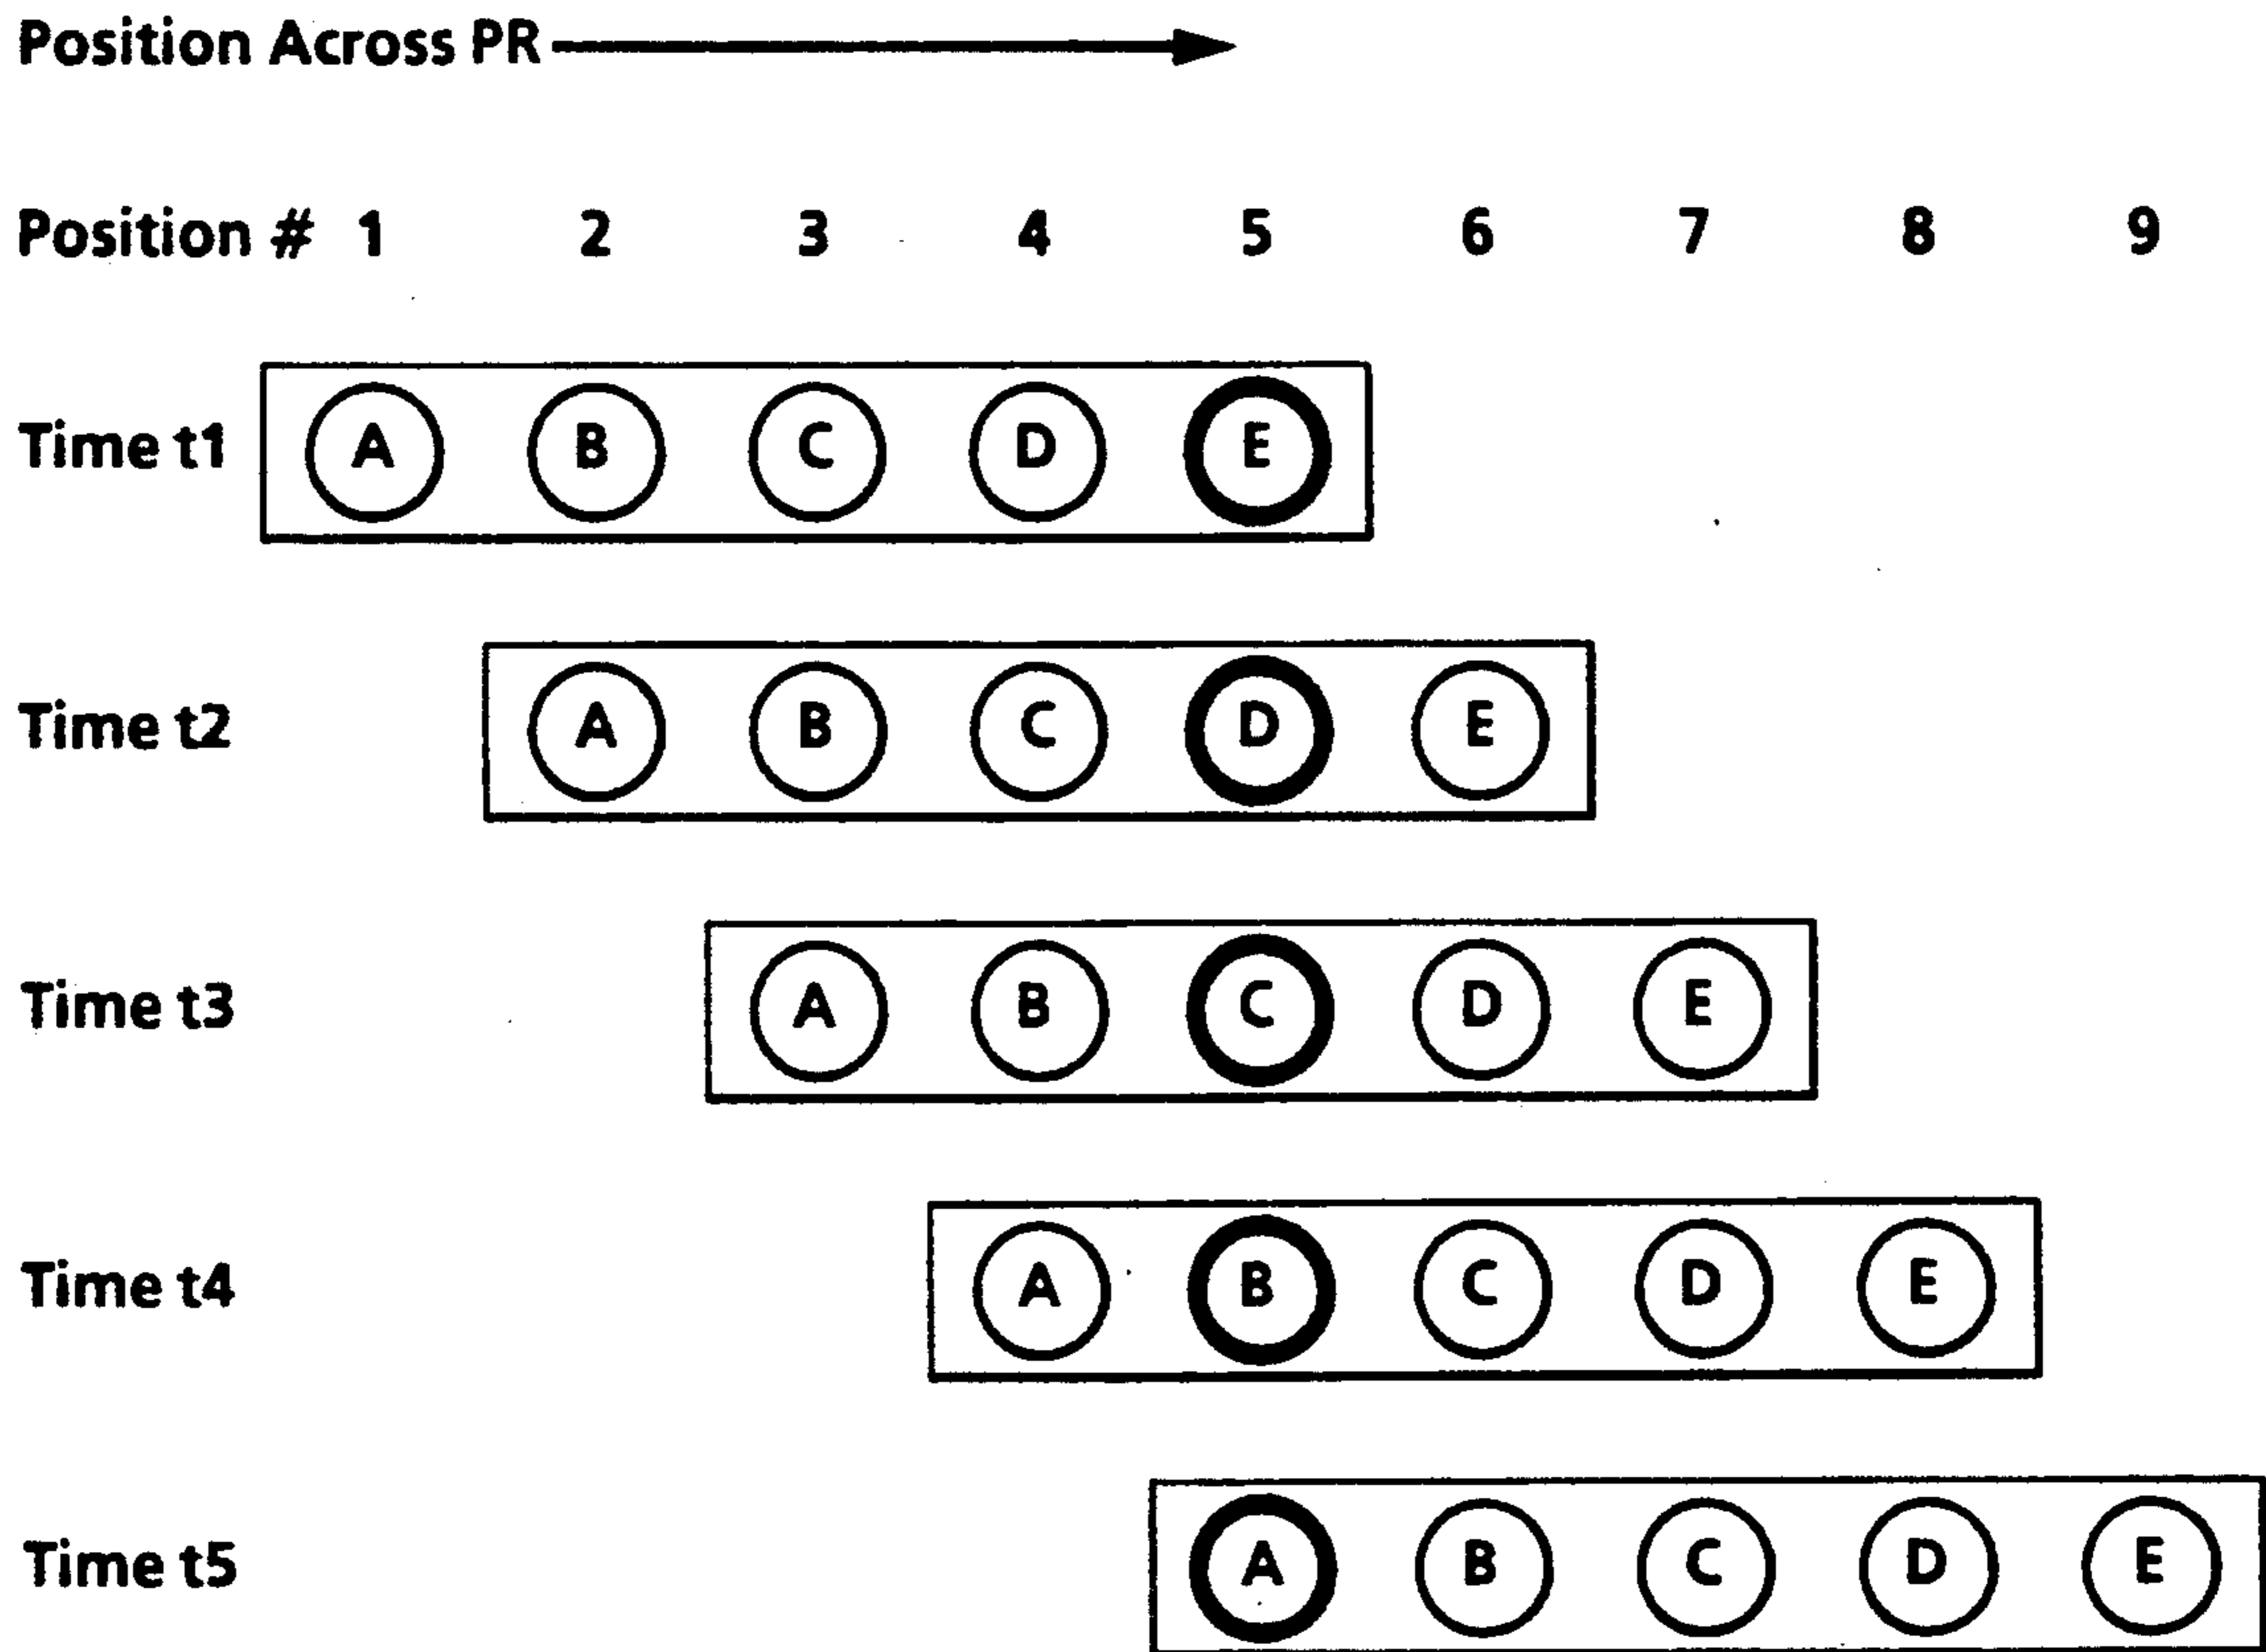 Position Across PR
Position # 1 2 3 4 5 6 7 8 9
Time t1 A B C D E
Time t2 A B C D E
Time t3 A B C D E
Time t4 A B C D E
Time t5 A B C D E